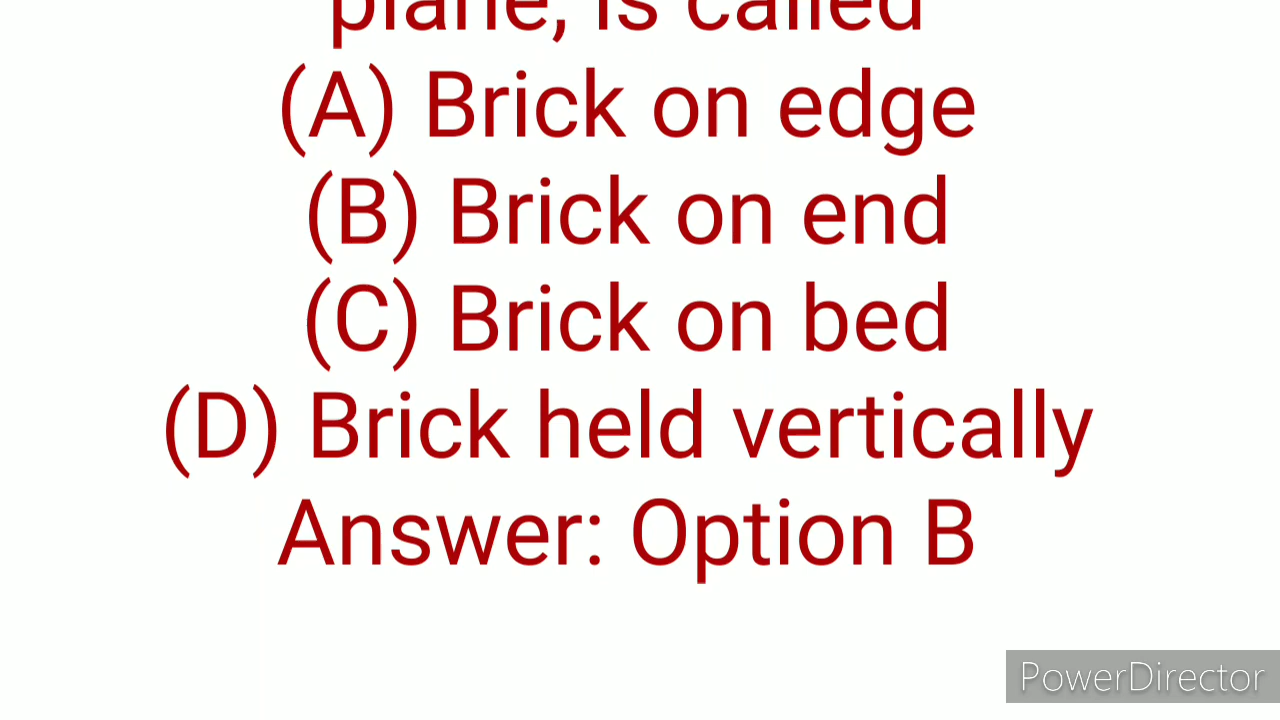 plane, is called
(A) Brick on edge
(B) Brick on end
(C) Brick on bed
(D) Brick held vertically
Answer: Option B
PowerDirector